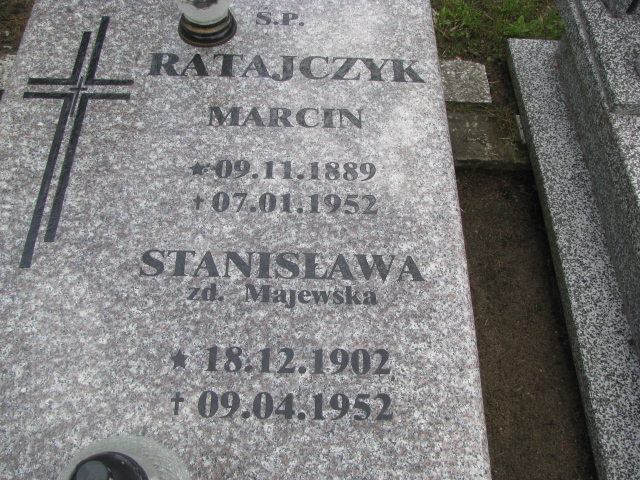 Ś.P.
RATAJCZYK
MARCIN
★09.11.1889
†07.01.1952
STANISŁAWA
zd. Majewska
★ 18.12.1902
† 09.04.1952